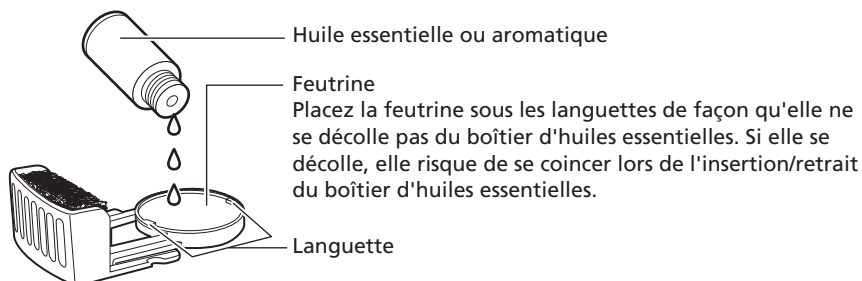 Huile essentielle ou aromatique
Feutrine
Placez la feutrine sous les languettes de façon qu'elle ne
se décolle pas du boîtier d'huiles essentielles. Si elle se
décolle, elle risque de se coincer lors de l'insertion/retrait
du boîtier d'huiles essentielles.
Languette